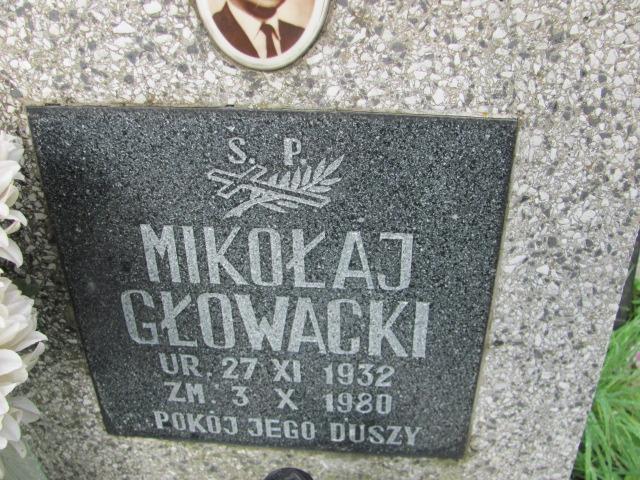 Ś. P.
MIKOŁAJ
GŁOWACKI
UR. 27 XI 1932
ZM. 3 X 1980
POKÓJ JEGO DUSZY